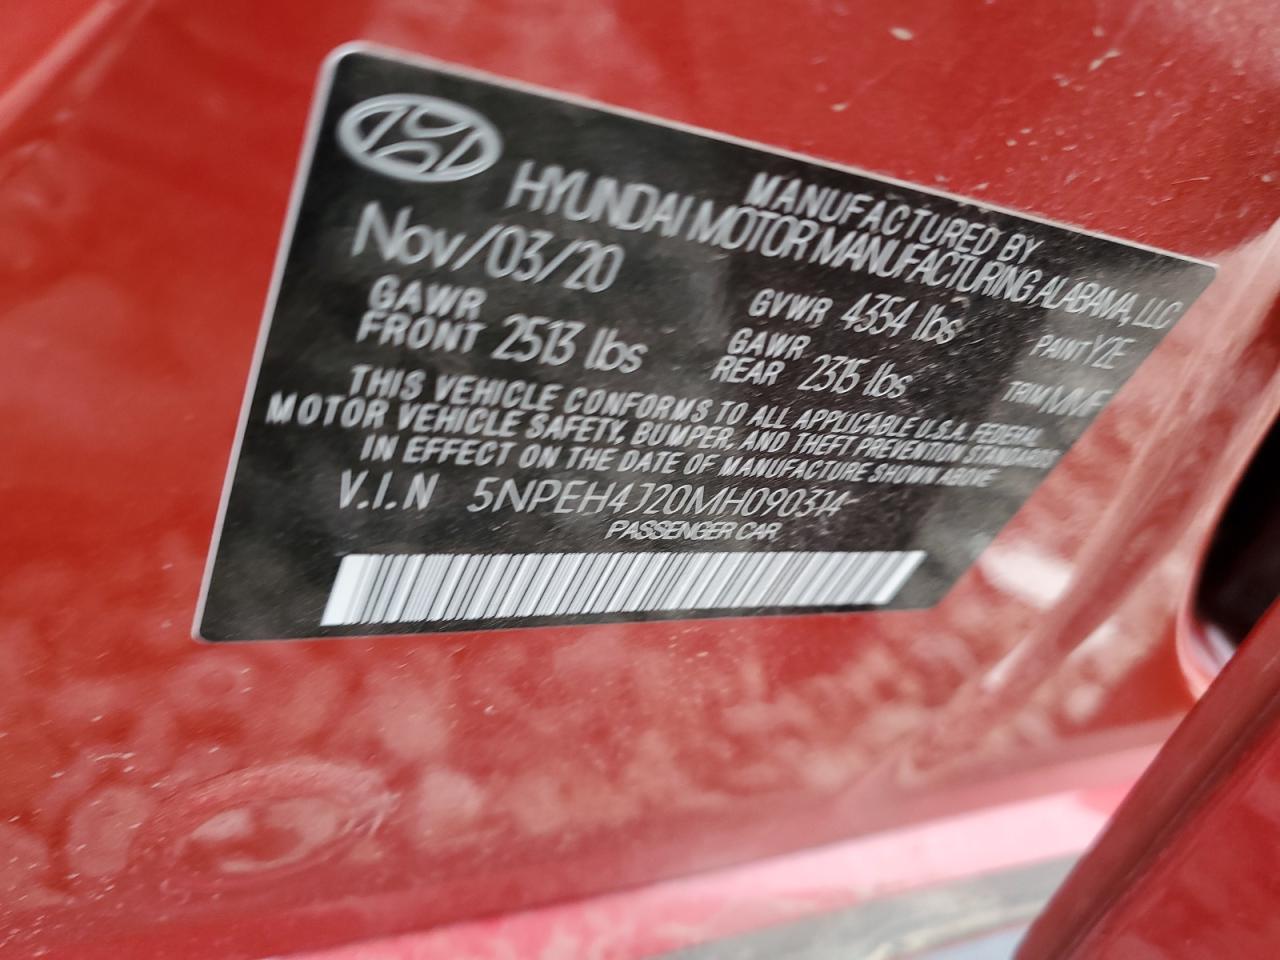 MANUFACTURED BY
HYUNDAI MOTOR MANUFACTURING ALABAMA, LLC
Nov/03/20
GVWR 4354 lbs
PAINT Y2E
GAWR FRONT 2513 lbs
GAWR REAR 2315 lbs
TRIM
THIS VEHICLE CONFORMS TO ALL APPLICABLE U.S.A. FEDERAL
MOTOR VEHICLE SAFETY, BUMPER, AND THEFT PREVENTION STANDARDS
IN EFFECT ON THE DATE OF MANUFACTURE SHOWN ABOVE
V.I.N 5NPEH4J20MH090314
PASSENGER CAR